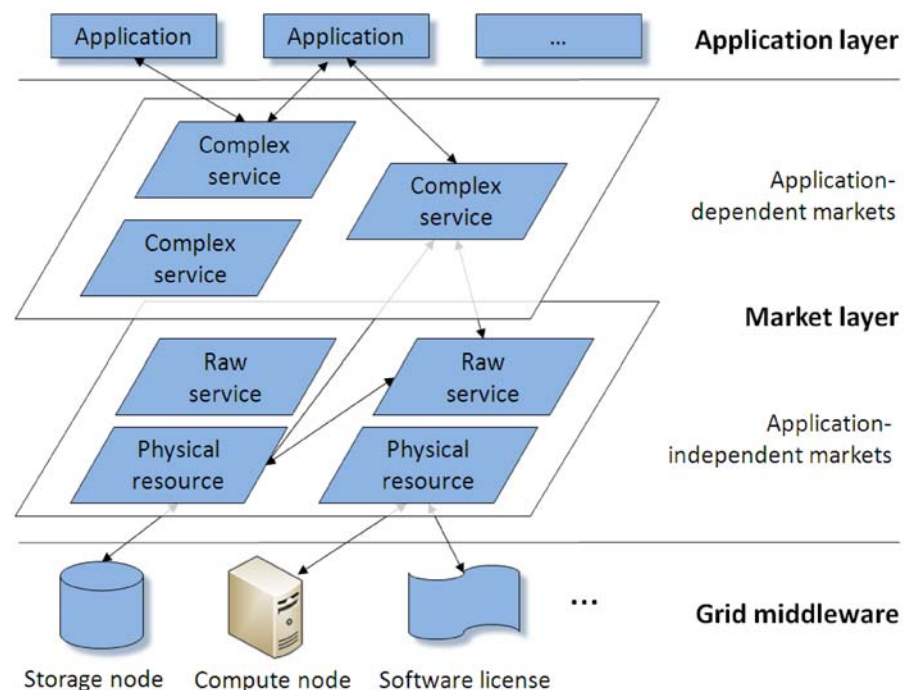 Application
Application
...
Application layer
Complex
service
Complex
service
Application-
dependent markets
Complex
service
Market layer
Raw
service
Raw
service
Application-
independent markets
Physical
resource
Physical
resource
...
Grid middleware
Storage node
Compute node
Software license